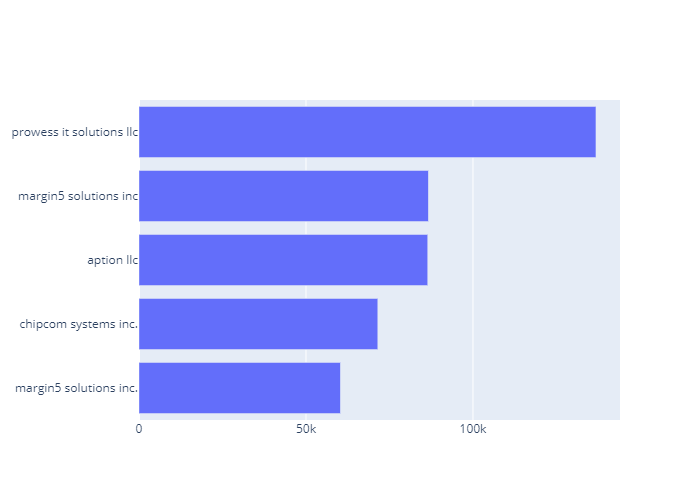 prowess it solutions llc
margin5 solutions inc
aption llc
chipcom systems inc.
margin5 solutions inc.
0 50k 100k